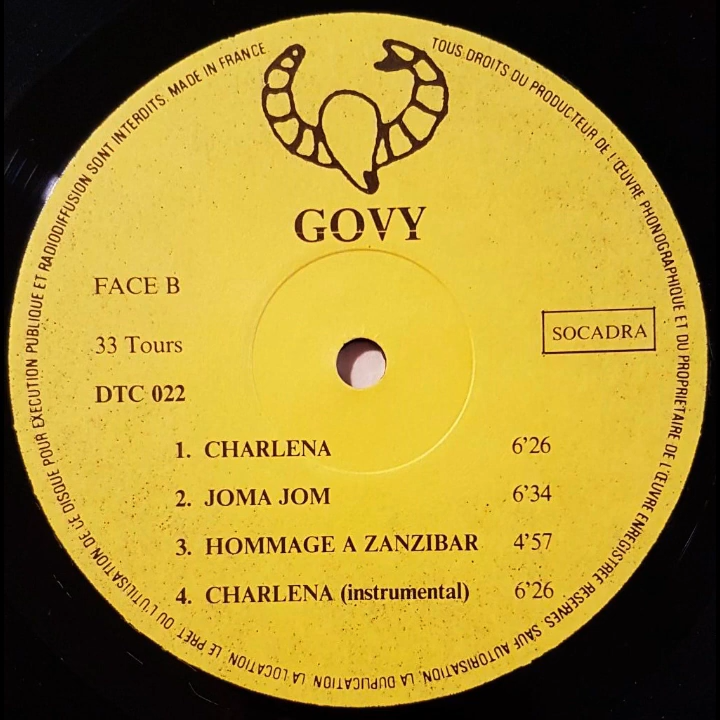 TOUS DROITS DU PRODUCTEUR DE L'ŒUVRE PHONOGRAPHIQUE ET DU PROPRIETAIRE DE L'ŒUVRE ENREGISTREE RESERVES. SAUF AUTORISATION, LA DUPLICATION, LA LOCATION, LE PRET OU L'UTILISATION DE CE DISQUE POUR EXECUTION PUBLIQUE ET RADIODIFFUSION SONT INTERDITS. MADE IN FRANCE
GOVY
FACE B
33 Tours
SOCADRA
DTC 022
1. CHARLENA 6'26
2. JOMA JOM 6'34
3. HOMMAGE A ZANZIBAR 4'57
4. CHARLENA (instrumental) 6'26